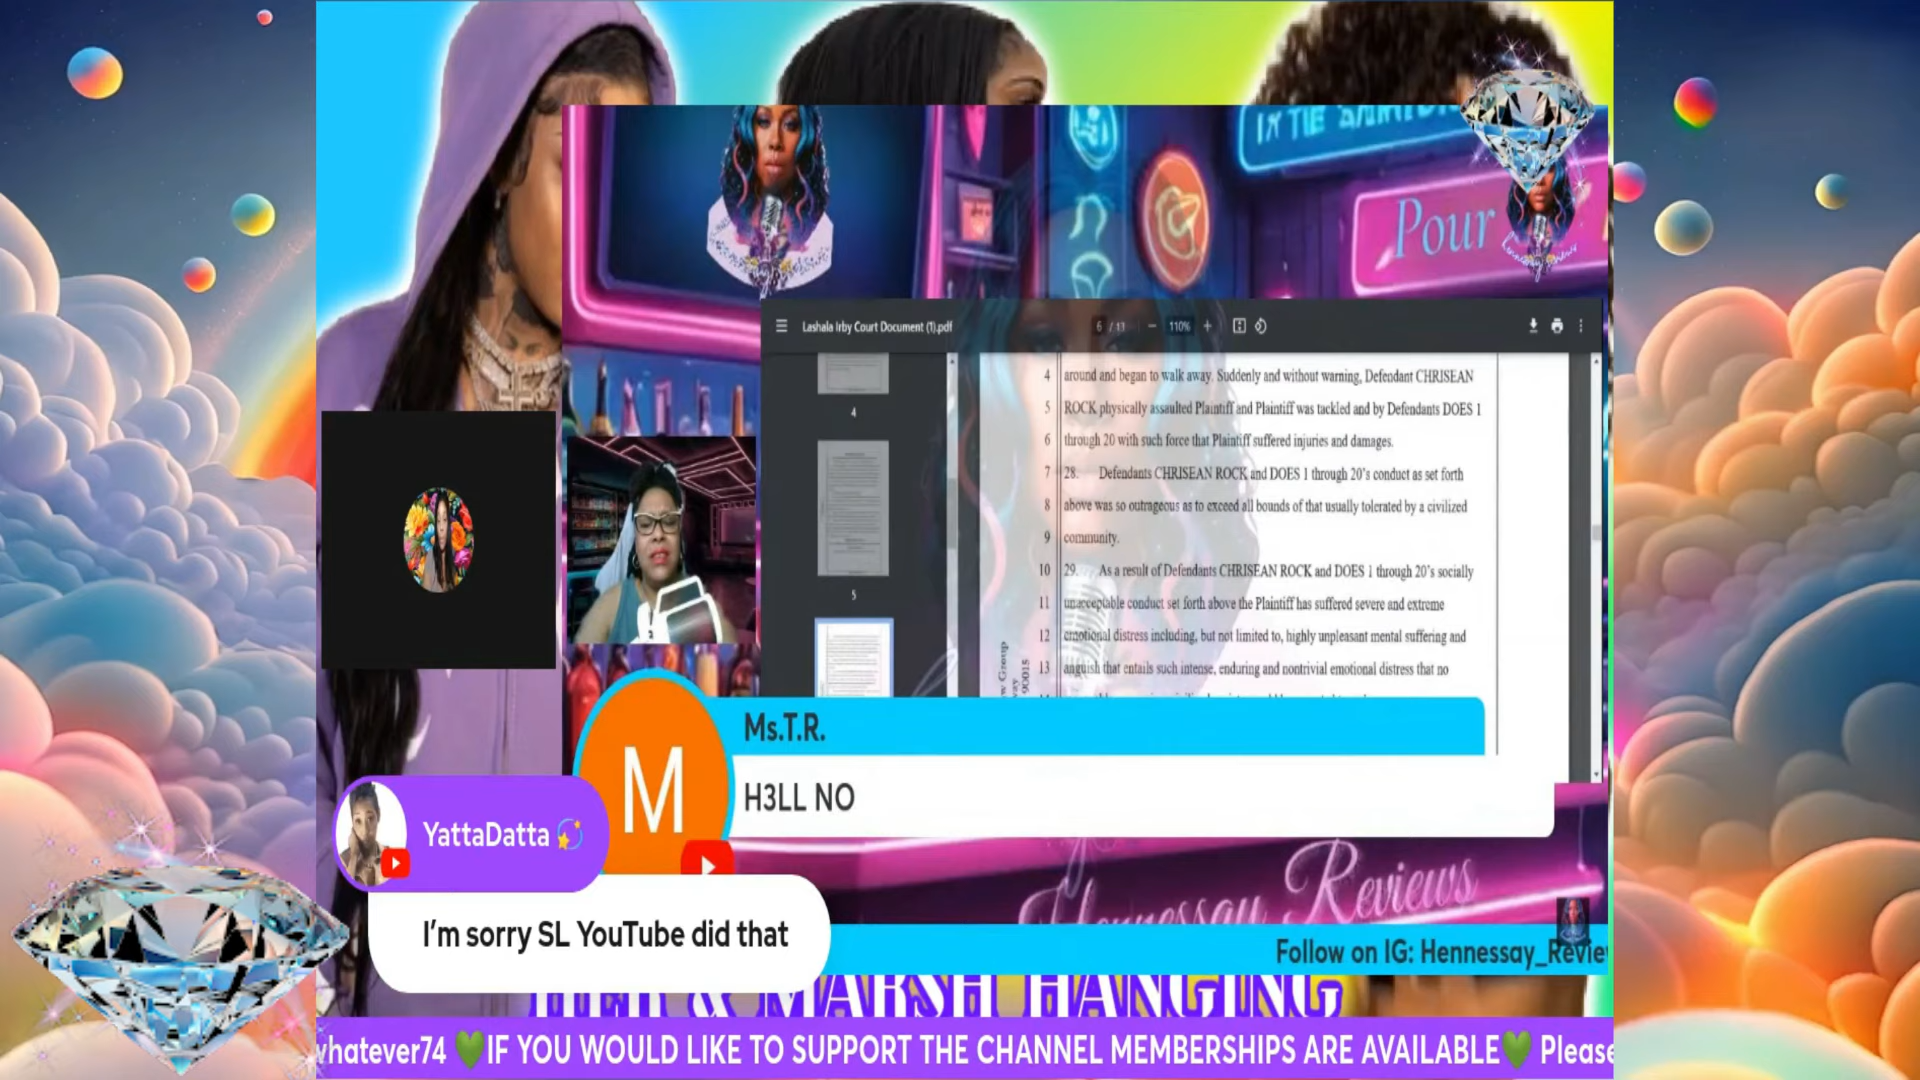 Pour
Lashala Irby Court Document (1).pdf
6 / 13
110%
4
5
4 around and began to walk away. Suddenly and without warning, Defendant CHRISEAN
5 ROCK physically assaulted Plaintiff and Plaintiff was tackled and by Defendants DOES 1
6 through 20 with such force that Plaintiff suffered injuries and damages.
7 28. Defendants CHRISEAN ROCK and DOES 1 through 20's conduct as set forth
8 above was so outrageous as to exceed all bounds of that usually tolerated by a civilized
9 community.
10 29. As a result of Defendants CHRISEAN ROCK and DOES 1 through 20's socially
11 unacceptable conduct set forth above the Plaintiff has suffered severe and extreme
12 emotional distress including, but not limited to, highly unpleasant mental suffering and
13 anguish that entails such intense, enduring and nontrivial emotional distress that no
90015
M
Ms.T.R.
H3LL NO
YattaDatta 💫
I'm sorry SL YouTube did that
Hennessay Reviews
Follow on IG: Hennessay_Revie
& MARSH HANGING
whatever74 💚IF YOU WOULD LIKE TO SUPPORT THE CHANNEL MEMBERSHIPS ARE AVAILABLE💚 Please